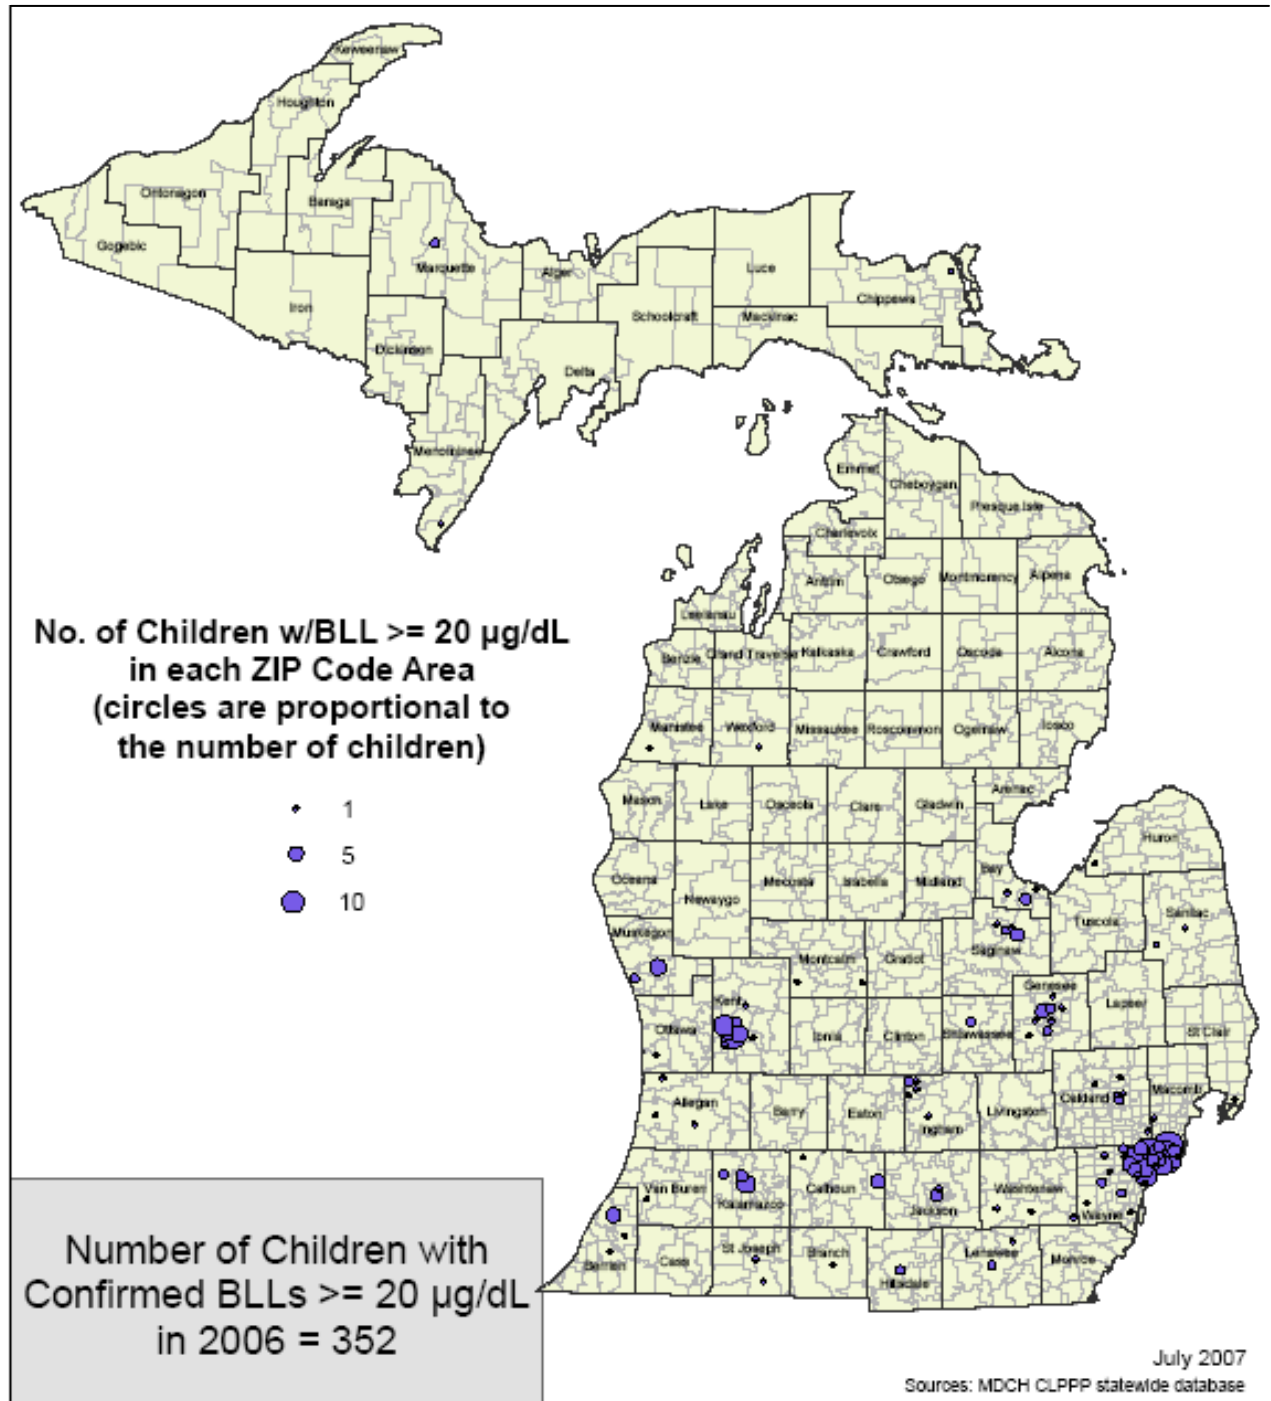 Keweenaw
Houghton
Ontonagon
Baraga
Gogebic
Marquette
Alger
Luce
Chippewa
Iron
Schoolcraft
Mackinac
Dickinson
Delta
Menominee
Emmet
Cheboygan
Presque Isle
Charlevoix
Antrim
Otsego
Montmorency
Alpena
Leelanau
No. of Children w/BLL >= 20 µg/dL
in each ZIP Code Area
(circles are proportional to
the number of children)
1
5
10
Benzie
Grand Traverse
Kalkaska
Crawford
Oscoda
Alcona
Manistee
Wexford
Missaukee
Roscommon
Ogemaw
Iosco
Mason
Lake
Osceola
Clare
Gladwin
Arenac
Huron
Oceana
Newaygo
Mecosta
Isabella
Midland
Bay
Tuscola
Sanilac
Muskegon
Montcalm
Gratiot
Saginaw
Genesee
Lapeer
St Clair
Kent
Ottawa
Ionia
Clinton
Shiawassee
Allegan
Barry
Eaton
Ingham
Livingston
Oakland
Macomb
Van Buren
Kalamazoo
Calhoun
Jackson
Washtenaw
Wayne
Berrien
Cass
St Joseph
Branch
Hillsdale
Lenawee
Monroe
Number of Children with
Confirmed BLLs >= 20 µg/dL
in 2006 = 352
July 2007
Sources: MDCH CLPPP statewide database